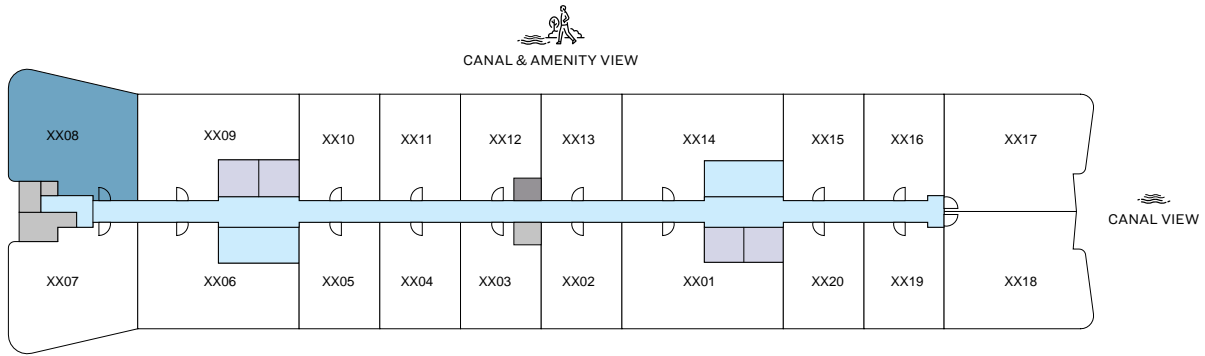 CANAL & AMENITY VIEW
XX08
XX09
XX10
XX11
XX12
XX13
XX14
XX15
XX16
XX17
CANAL VIEW
XX07
XX06
XX05
XX04
XX03
XX02
XX01
XX20
XX19
XX18